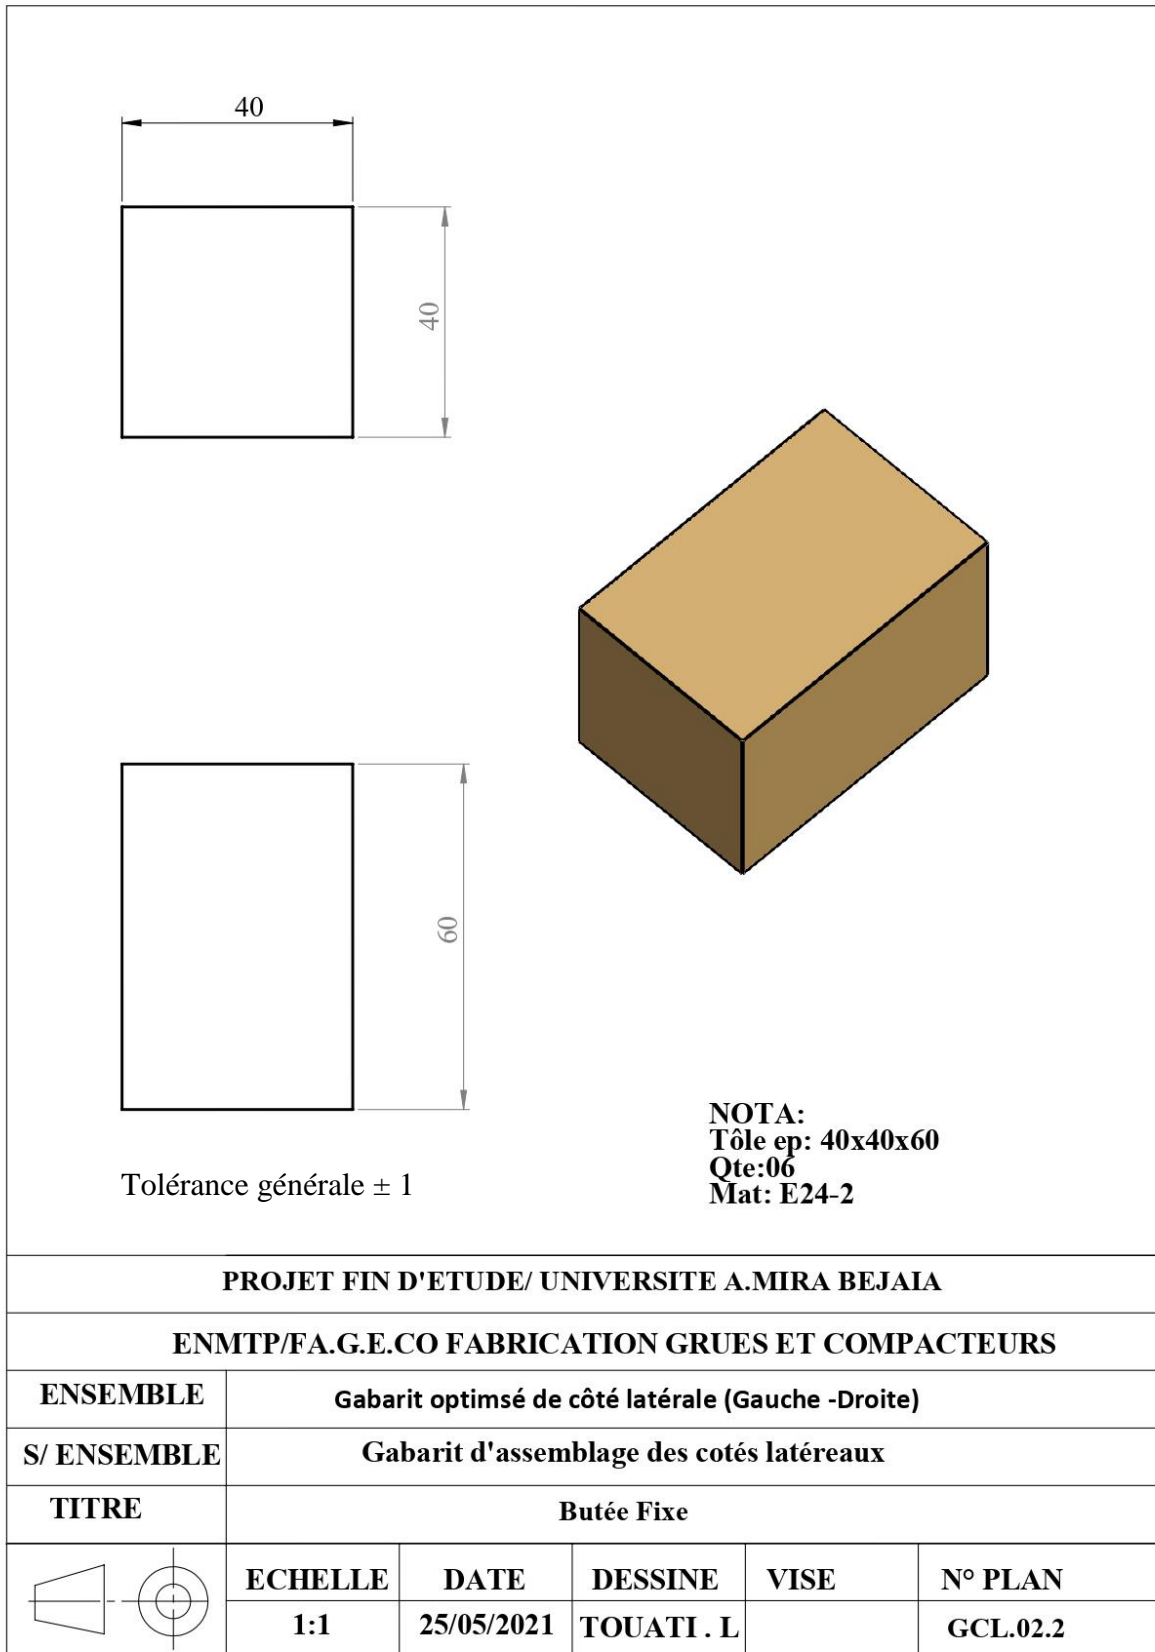 40
40
60
Tolérance générale ± 1
NOTA:
Tôle ep: 40x40x60
Qte:06
Mat: E24-2
PROJET FIN D'ETUDE/ UNIVERSITE A.MIRA BEJAIA
ENMTP/FA.G.E.CO FABRICATION GRUES ET COMPACTEURS
ENSEMBLE Gabarit optimsé de côté latérale (Gauche -Droite)
S/ ENSEMBLE Gabarit d'assemblage des cotés latéreaux
TITRE Butée Fixe
ECHELLE DATE DESSINE VISE N° PLAN
1:1 25/05/2021 TOUATI . L GCL.02.2